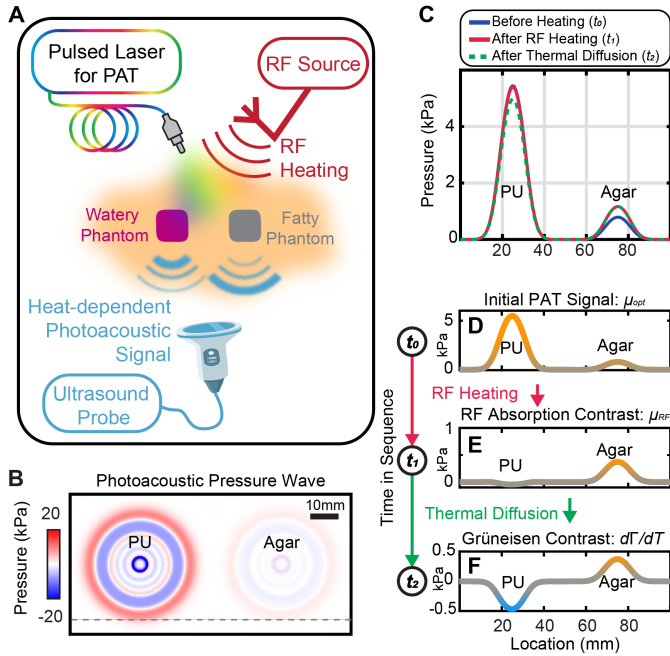 A
Pulsed Laser
for PAT
RF Source
RF
Heating
Watery
Phantom
Fatty
Phantom
Heat-dependent
Photoacoustic
Signal
Ultrasound
Probe
B
Photoacoustic Pressure Wave
Pressure (kPa)
20
-20
PU
Agar
10mm
C
Before Heating (t₀)
After RF Heating (t₁)
After Thermal Diffusion (t₂)
Pressure (kPa)
4
2
0
PU
Agar
20 40 60 80
Time in Sequence
t₀
t₁
t₂
Initial PAT Signal: μopt
D
5
0
kPa
PU
Agar
RF Heating
RF Absorption Contrast: μRF
E
1
0
kPa
PU
Agar
Thermal Diffusion
Grüneisen Contrast: dΓ/dT
F
0.5
-0.5
kPa
PU
Agar
20 40 60 80
Location (mm)